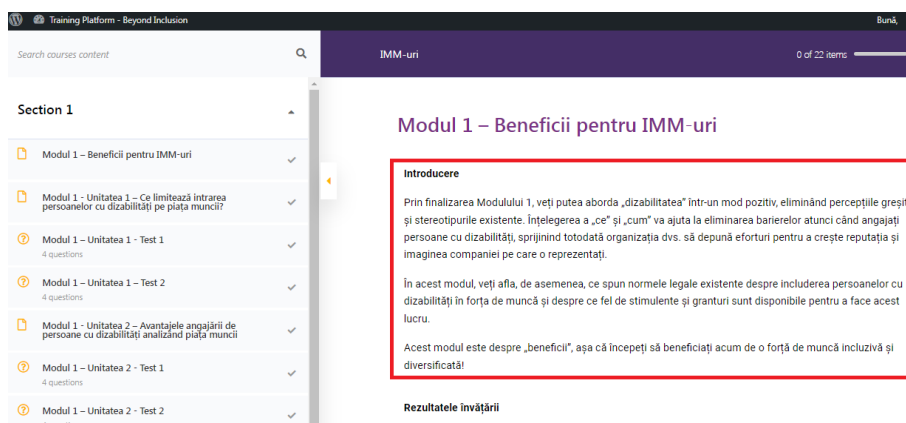 Training Platform - Beyond Inclusion
Bună,
Search courses content
IMM-uri
0 of 22 items
Section 1
Modul 1 – Beneficii pentru IMM-uri
Modul 1 - Unitatea 1 – Ce limitează intrarea
persoanelor cu dizabilități pe piața muncii?
Modul 1 – Unitatea 1 - Test 1
4 questions
Modul 1 – Unitatea 1 – Test 2
4 questions
Modul 1 - Unitatea 2 – Avantajele angajării de
persoane cu dizabilități analizând piața muncii
Modul 1 – Unitatea 2 - Test 1
4 questions
Modul 1 – Unitatea 2 - Test 2
Modul 1 – Beneficii pentru IMM-uri
Introducere
Prin finalizarea Modulului 1, veți putea aborda „dizabilitatea” într-un mod pozitiv, eliminând percepțiile greșit
și stereotipurile existente. Înțelegerea a „ce” și „cum” va ajuta la eliminarea barierelor atunci când angajați
persoane cu dizabilități, sprijinind totodată organizația dvs. să depună eforturi pentru a crește reputația și
imaginea companiei pe care o reprezentați.
În acest modul, veți afla, de asemenea, ce spun normele legale existente despre includerea persoanelor cu
dizabilități în forța de muncă și despre ce fel de stimulente și granturi sunt disponibile pentru a face acest
lucru.
Acest modul este despre „beneficii”, așa că începeți să beneficiați acum de o forță de muncă incluzivă și
diversificată!
Rezultatele învățării